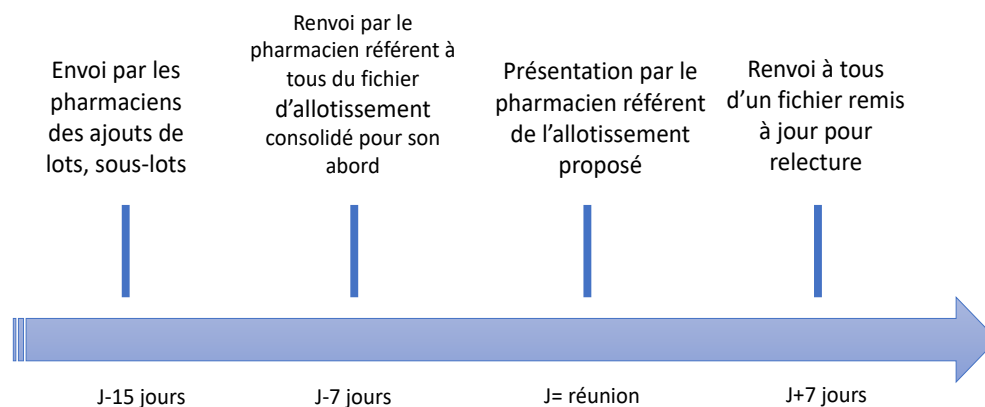 Envoi par les
pharmaciens
des ajouts de
lots, sous-lots
Renvoi par le
pharmacien référent à
tous du fichier
d’allotissement
consolidé pour son
abord
Présentation par le
pharmacien référent
de l’allotissement
proposé
Renvoi à tous
d’un fichier remis
à jour pour
relecture
J-15 jours
J-7 jours
J= réunion
J+7 jours